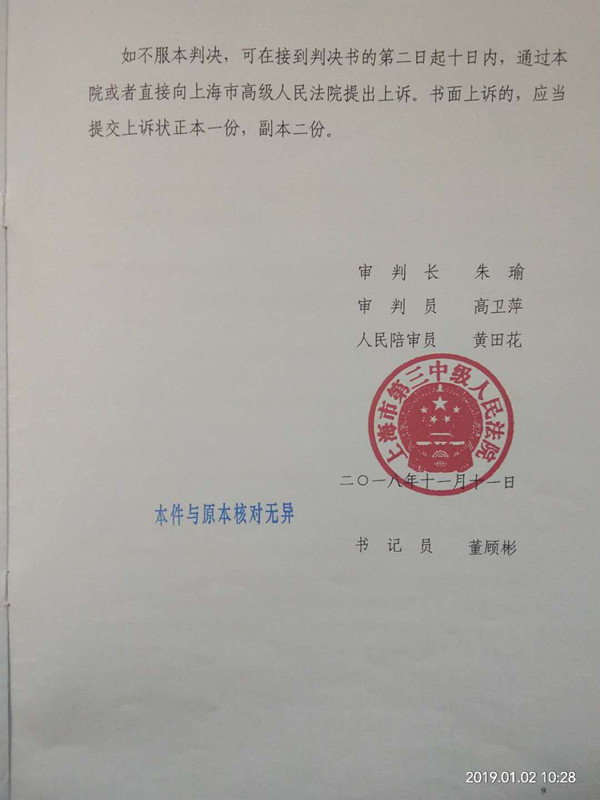 如不服本判决，可在接到判决书的第二日起十日内，通过本
院或者直接向上海市高级人民法院提出上诉。书面上诉的，应当
提交上诉状正本一份，副本二份。
审 判 长 朱 瑜
审 判 员 高卫萍
人民陪审员 黄田花
上海市第三中级人民法院
二〇一八年十一月十一日
本件与原本核对无异
书 记 员 董顾彬
2019.01.02 10:28
9